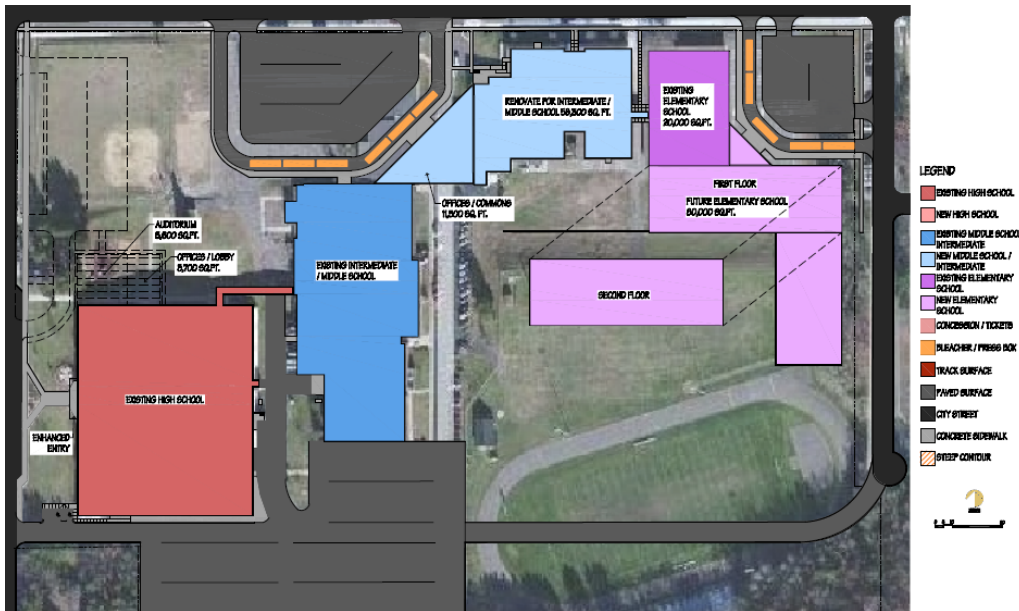 EXISTING
ELEMENTARY
SCHOOL
20,000 SQ.FT.
RENOVATE FOR INTERMEDIATE /
MIDDLE SCHOOL 58,300 SQ. FT.
FIRST FLOOR
FUTURE ELEMENTARY SCHOOL
80,000 SQ.FT.
OFFICES / COMMONS
11,500 SQ. FT.
AUDITORIUM
8,600 SQ.FT.
OFFICES / LOBBY
3,700 SQ.FT.
EXISTING INTERMEDIATE
/ MIDDLE SCHOOL
SECOND FLOOR
EXISTING HIGH SCHOOL
ENHANCED
ENTRY
LEGEND
EXISTING HIGH SCHOOL
NEW HIGH SCHOOL
EXISTING MIDDLE SCHOOL
INTERMEDIATE
NEW MIDDLE SCHOOL /
INTERMEDIATE
EXISTING ELEMENTARY
SCHOOL
NEW ELEMENTARY
SCHOOL
CONCESSION / TICKETS
BLEACHER / PRESS BOX
TRACK SURFACE
PAVED SURFACE
CITY STREET
CONCRETE SIDEWALK
STEEP CONTOUR